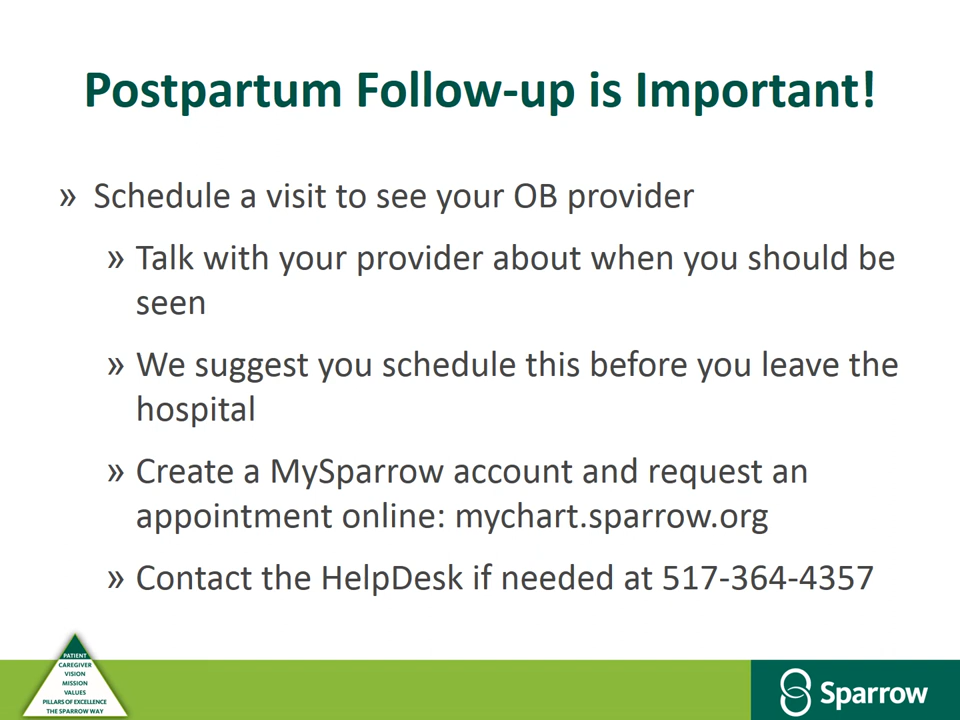 Postpartum Follow-up is Important!
» Schedule a visit to see your OB provider
» Talk with your provider about when you should be
seen
» We suggest you schedule this before you leave the
hospital
» Create a MySparrow account and request an
appointment online: mychart.sparrow.org
» Contact the HelpDesk if needed at 517-364-4357
PATIENT
CAREGIVER
VISION
MISSION
VALUES
PILLARS OF EXCELLENCE
THE SPARROW WAY
Sparrow